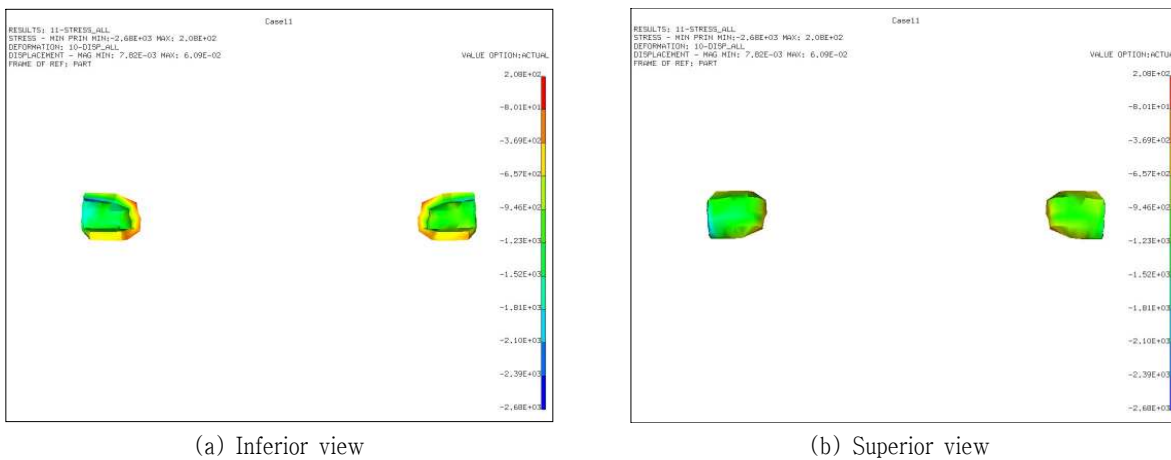 Case11
RESULTS: 11-STRESS_ALL
STRESS - MIN PRIN MIN:-2.68E+03 MAX: 2.08E+02
DEFORMATION: 10-DISP_ALL
DISPLACEMENT - MAG MIN: 7.82E-03 MAX: 6.09E-02
FRAME OF REF: PART
VALUE OPTION:ACTUAL
2.08E+02
-8.01E+01
-3.69E+02
-6.57E+02
-9.46E+02
-1.23E+03
-1.52E+03
-1.81E+03
-2.10E+03
-2.39E+03
-2.68E+03
(a) Inferior view
Case11
RESULTS: 11-STRESS_ALL
STRESS - MIN PRIN MIN:-2.68E+03 MAX: 2.08E+02
DEFORMATION: 10-DISP_ALL
DISPLACEMENT - MAG MIN: 7.82E-03 MAX: 6.09E-02
FRAME OF REF: PART
VALUE OPTION:ACTUA
2.08E+02
-8.01E+01
-3.69E+02
-6.57E+02
-9.46E+02
-1.23E+03
-1.52E+03
-1.81E+03
-2.10E+03
-2.39E+03
-2.68E+03
(b) Superior view